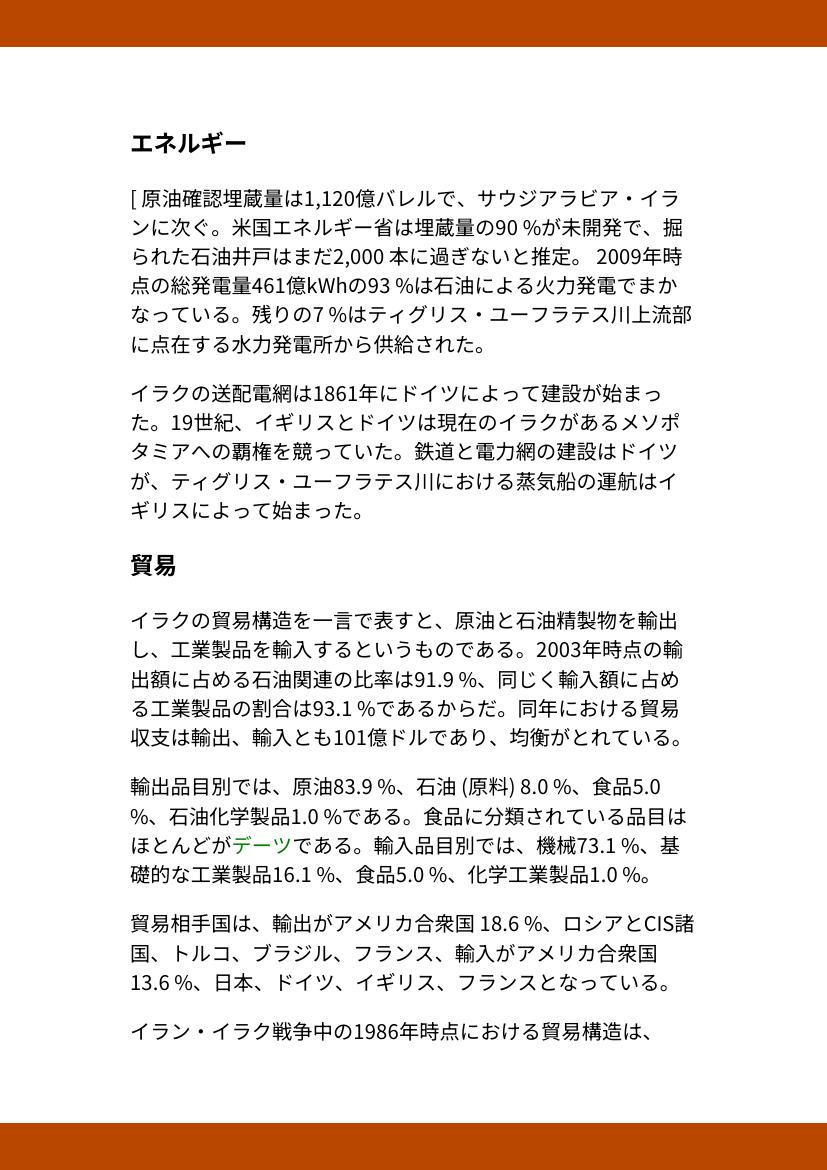 エネルギー
[ 原油確認埋蔵量は1,120億バレルで、サウジアラビア・イラ
ンに次ぐ。米国エネルギー省は埋蔵量の90 %が未開発で、掘
られた石油井戸はまだ2,000 本に過ぎないと推定。 2009年時
点の総発電量461億kWhの93 %は石油による火力発電でまか
なっている。残りの7 %はティグリス・ユーフラテス川上流部
に点在する水力発電所から供給された。
イラクの送配電網は1861年にドイツによって建設が始まっ
た。19世紀、イギリスとドイツは現在のイラクがあるメソポ
タミアへの覇権を競っていた。鉄道と電力網の建設はドイツ
が、ティグリス・ユーフラテス川における蒸気船の運航はイ
ギリスによって始まった。
貿易
イラクの貿易構造を一言で表すと、原油と石油精製物を輸出
し、工業製品を輸入するというものである。2003年時点の輸
出額に占める石油関連の比率は91.9 %、同じく輸入額に占め
る工業製品の割合は93.1 %であるからだ。同年における貿易
収支は輸出、輸入とも101億ドルであり、均衡がとれている。
輸出品目別では、原油83.9 %、石油 (原料) 8.0 %、食品5.0
%、石油化学製品1.0 %である。食品に分類されている品目は
ほとんどがデーツである。輸入品目別では、機械73.1 %、基
礎的な工業製品16.1 %、食品5.0 %、化学工業製品1.0 %。
貿易相手国は、輸出がアメリカ合衆国 18.6 %、ロシアとCIS諸
国、トルコ、ブラジル、フランス、輸入がアメリカ合衆国
13.6 %、日本、ドイツ、イギリス、フランスとなっている。
イラン・イラク戦争中の1986年時点における貿易構造は、